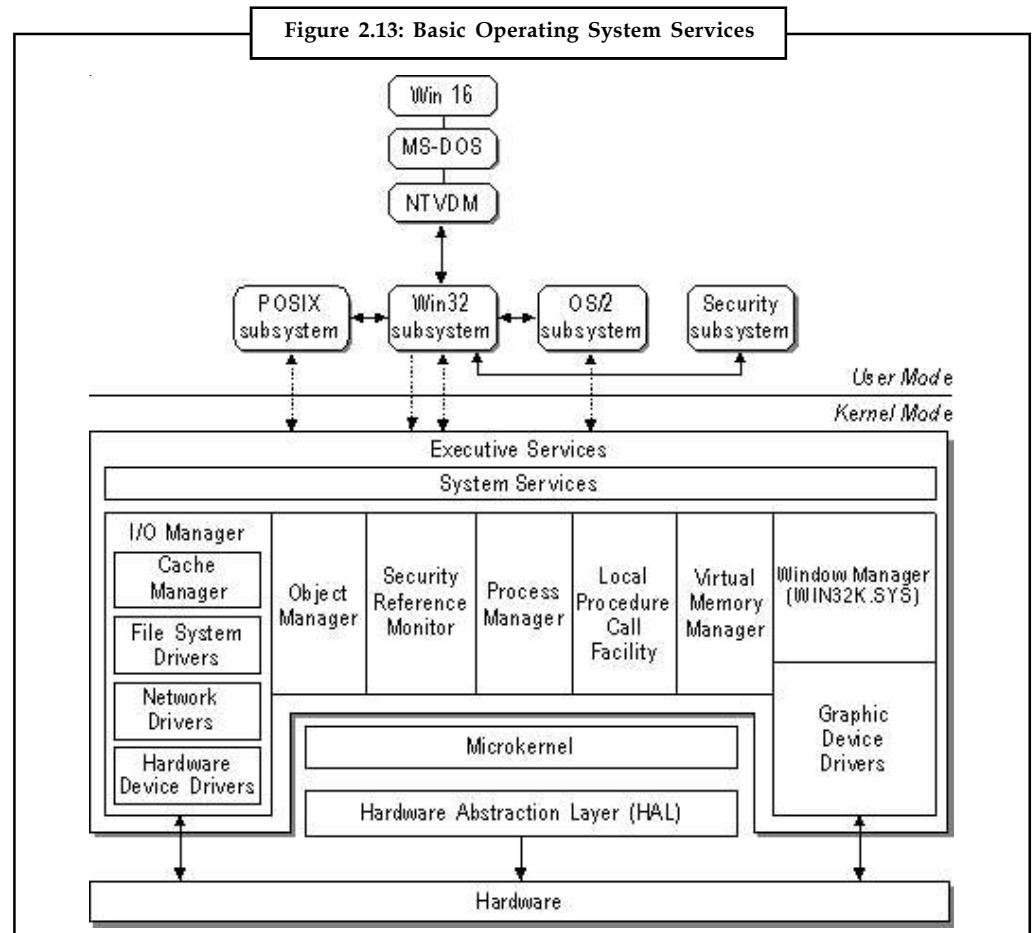 Figure 2.13: Basic Operating System Services
Win 16
MS-DOS
NTVDM
POSIX
subsystem
Win32
subsystem
OS/2
subsystem
Security
subsystem
User Mode
Kernel Mode
Executive Services
System Services
I/O Manager
Cache
Manager
File System
Drivers
Network
Drivers
Hardware
Device Drivers
Object
Manager
Security
Reference
Monitor
Process
Manager
Local
Procedure
Call
Facility
Virtual
Memory
Manager
Window Manager
(WIN32K.SYS)
Graphic
Device
Drivers
Microkernel
Hardware Abstraction Layer (HAL)
Hardware